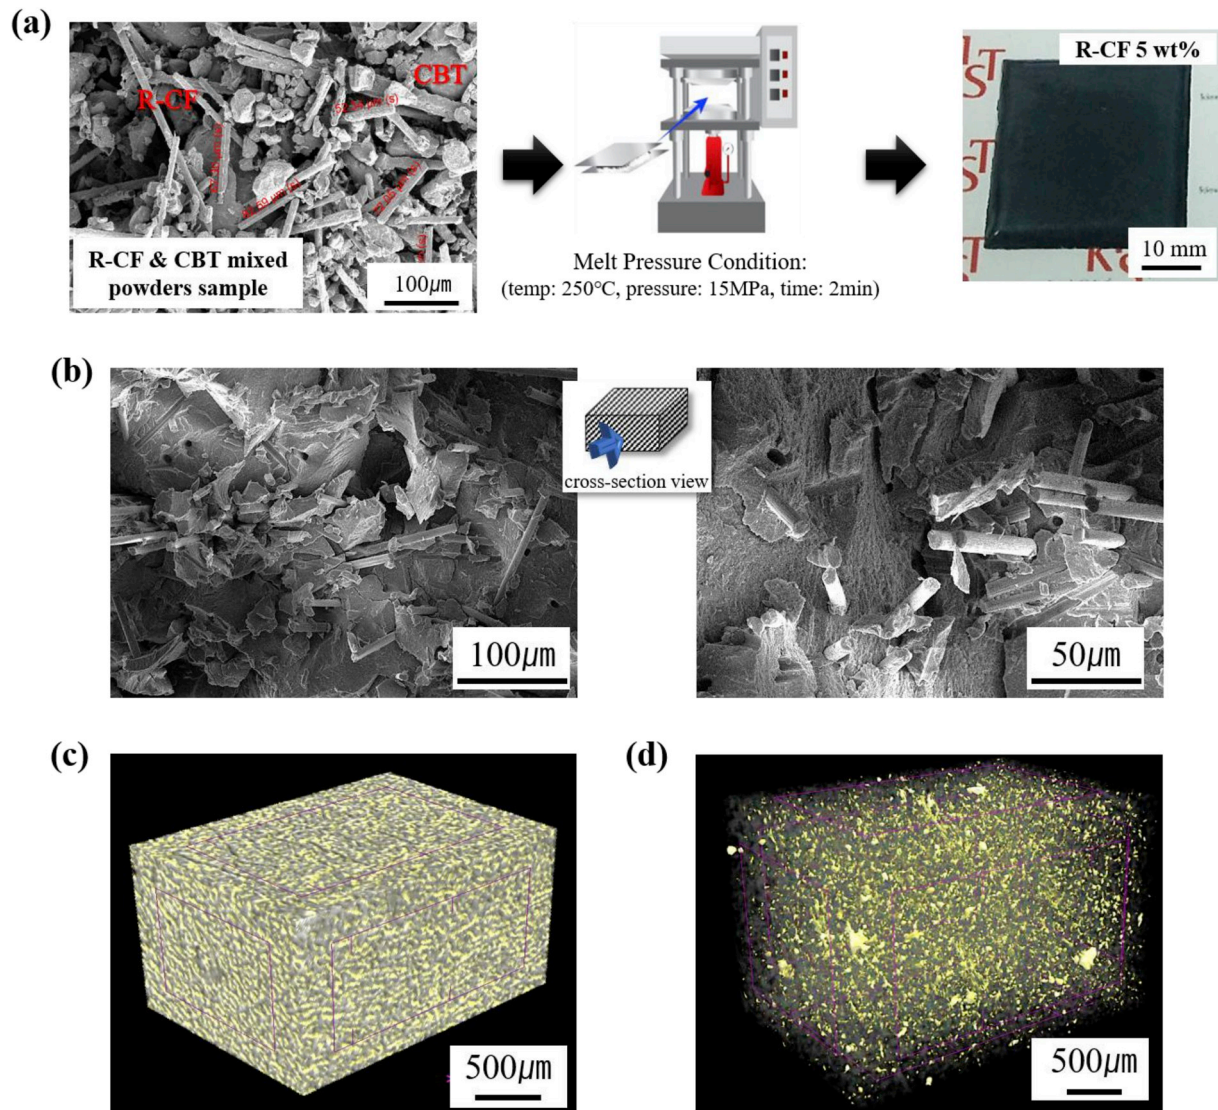 (a)
R-CF
CBT
R-CF & CBT mixed
powders sample
100μm
Melt Pressure Condition:
(temp: 250℃, pressure: 15MPa, time: 2min)
R-CF 5 wt%
10 mm
(b)
100μm
cross-section view
50μm
(c)
500μm
(d)
500μm